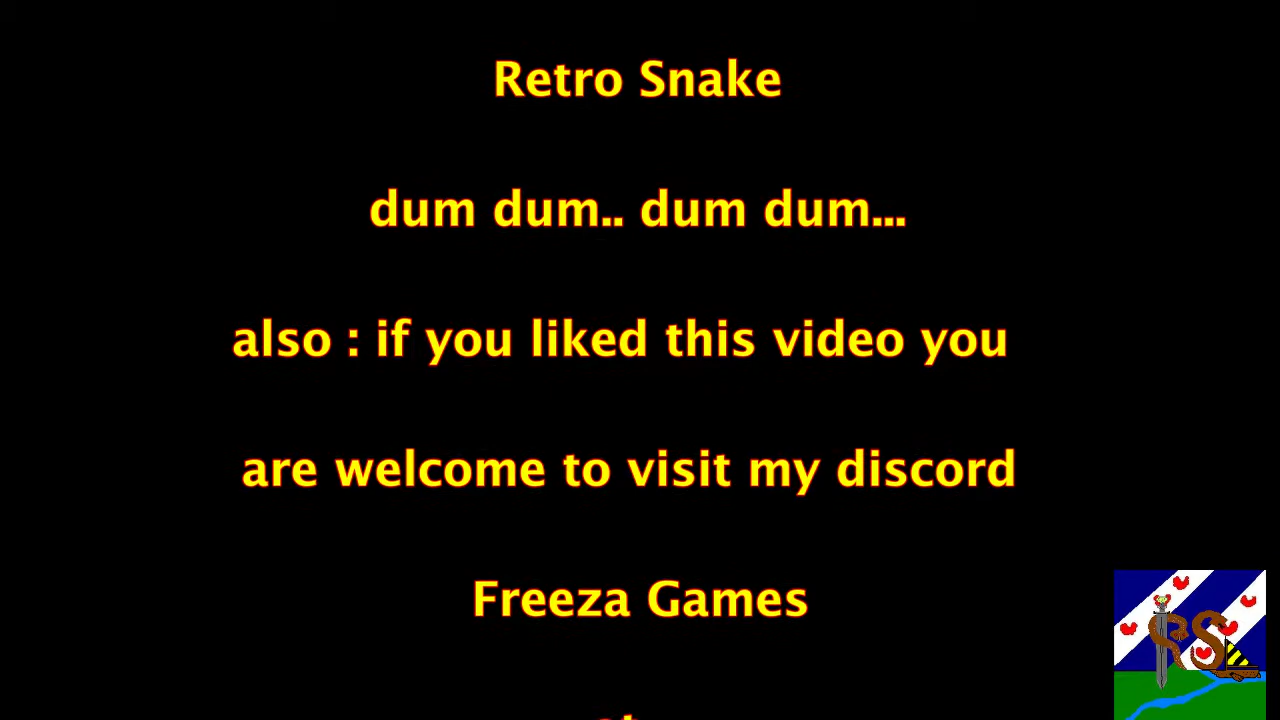 Retro Snake
dum dum.. dum dum...
also : if you liked this video you
are welcome to visit my discord
Freeza Games
RS